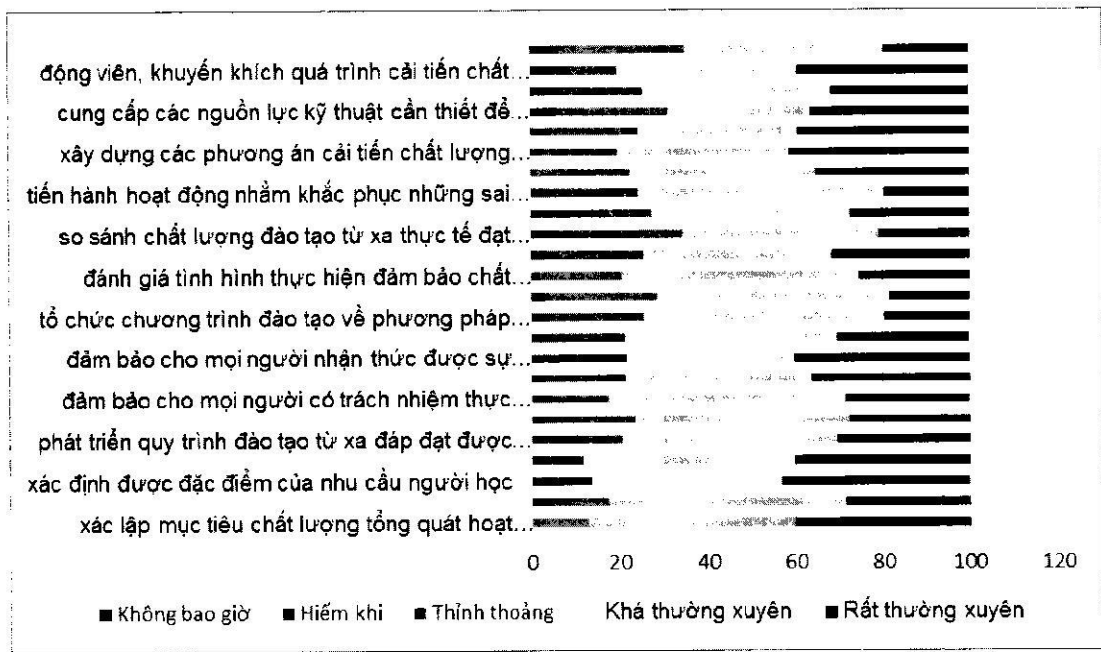 động viên, khuyến khích quá trình cải tiến chất...
cung cấp các nguồn lực kỹ thuật cần thiết để...
xây dựng các phương án cải tiến chất lượng...
tiến hành hoạt động nhằm khắc phục những sai...
so sánh chất lượng đào tạo từ xa thực tế đạt...
đánh giá tình hình thực hiện đảm bảo chất...
tổ chức chương trình đào tạo về phương pháp...
đảm bảo cho mọi người nhận thức được sự...
đảm bảo cho mọi người có trách nhiệm thực...
phát triển quy trình đào tạo từ xa đáp đạt được...
xác định được đặc điểm của nhu cầu người học
xác lập mục tiêu chất lượng tổng quát hoạt...
0 20 40 60 80 100 120
Không bao giờ Hiếm khi Thỉnh thoảng Khá thường xuyên Rất thường xuyên